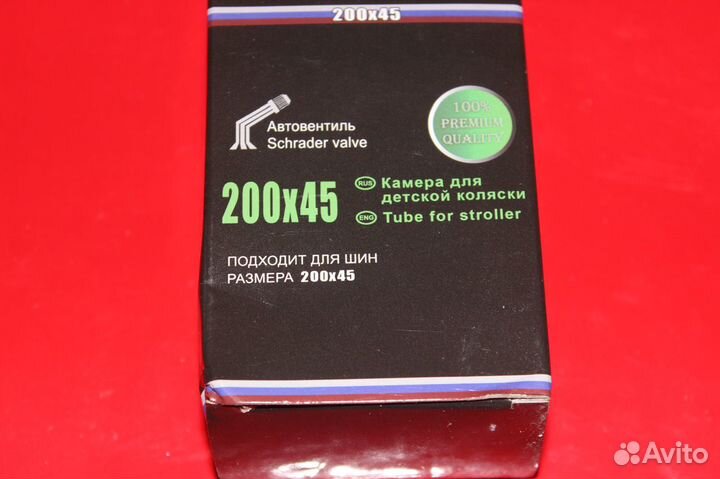 200x45
Автовентиль
Schrader valve
100%
PREMIUM
QUALITY
200x45
RUS Камера для
детской коляски
ENG Tube for stroller
ПОДХОДИТ ДЛЯ ШИН
РАЗМЕРА 200x45
Avito